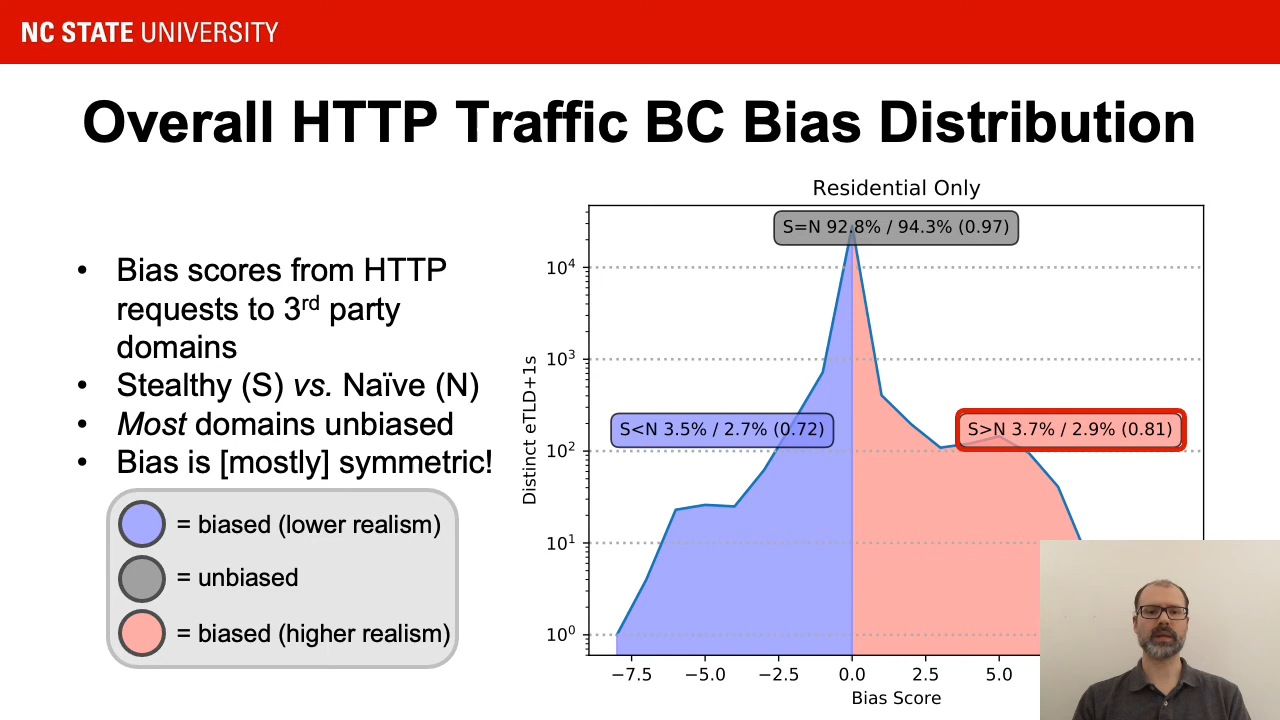 NC STATE UNIVERSITY
Overall HTTP Traffic BC Bias Distribution
• Bias scores from HTTP
requests to 3rd party
domains
• Stealthy (S) vs. Naïve (N)
• Most domains unbiased
• Bias is [mostly] symmetric!
= biased (lower realism)
= unbiased
= biased (higher realism)
Residential Only
S=N 92.8% / 94.3% (0.97)
S<N 3.5% / 2.7% (0.72)
S>N 3.7% / 2.9% (0.81)
Distinct eTLD+1s
10⁴
10³
10²
10¹
10⁰
−7.5 −5.0 −2.5 0.0 2.5 5.0
Bias Score